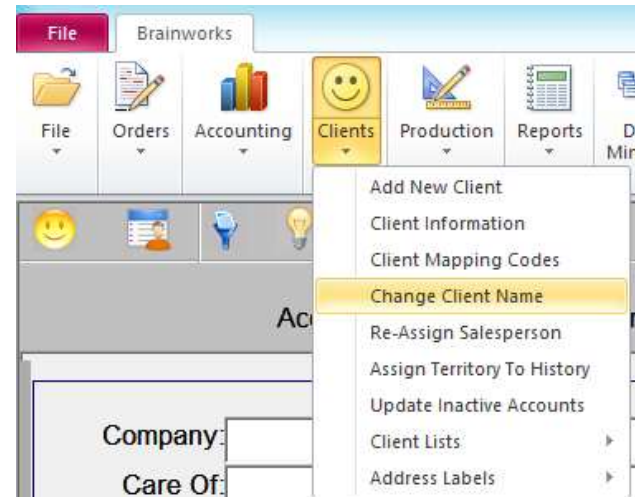 File Brainworks
File Orders Accounting Clients Production Reports
Add New Client
Client Information
Client Mapping Codes
Change Client Name
Re-Assign Salesperson
Assign Territory To History
Update Inactive Accounts
Client Lists
Address Labels
Company:
Care Of: